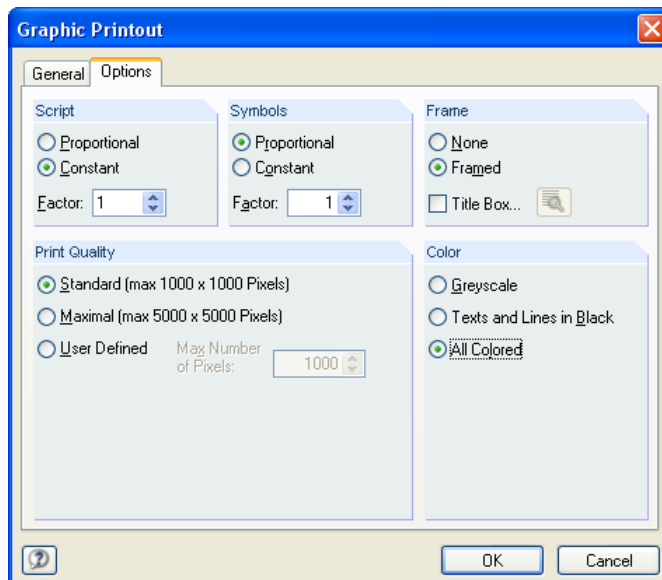 Graphic Printout
General Options
Script
Proportional
Constant
Factor: 1
Symbols
Proportional
Constant
Factor: 1
Frame
None
Framed
Title Box...
Print Quality
Standard (max 1000 x 1000 Pixels)
Maximal (max 5000 x 5000 Pixels)
User Defined
Max Number
of Pixels:
1000
Color
Greyscale
Texts and Lines in Black
All Colored
OK Cancel